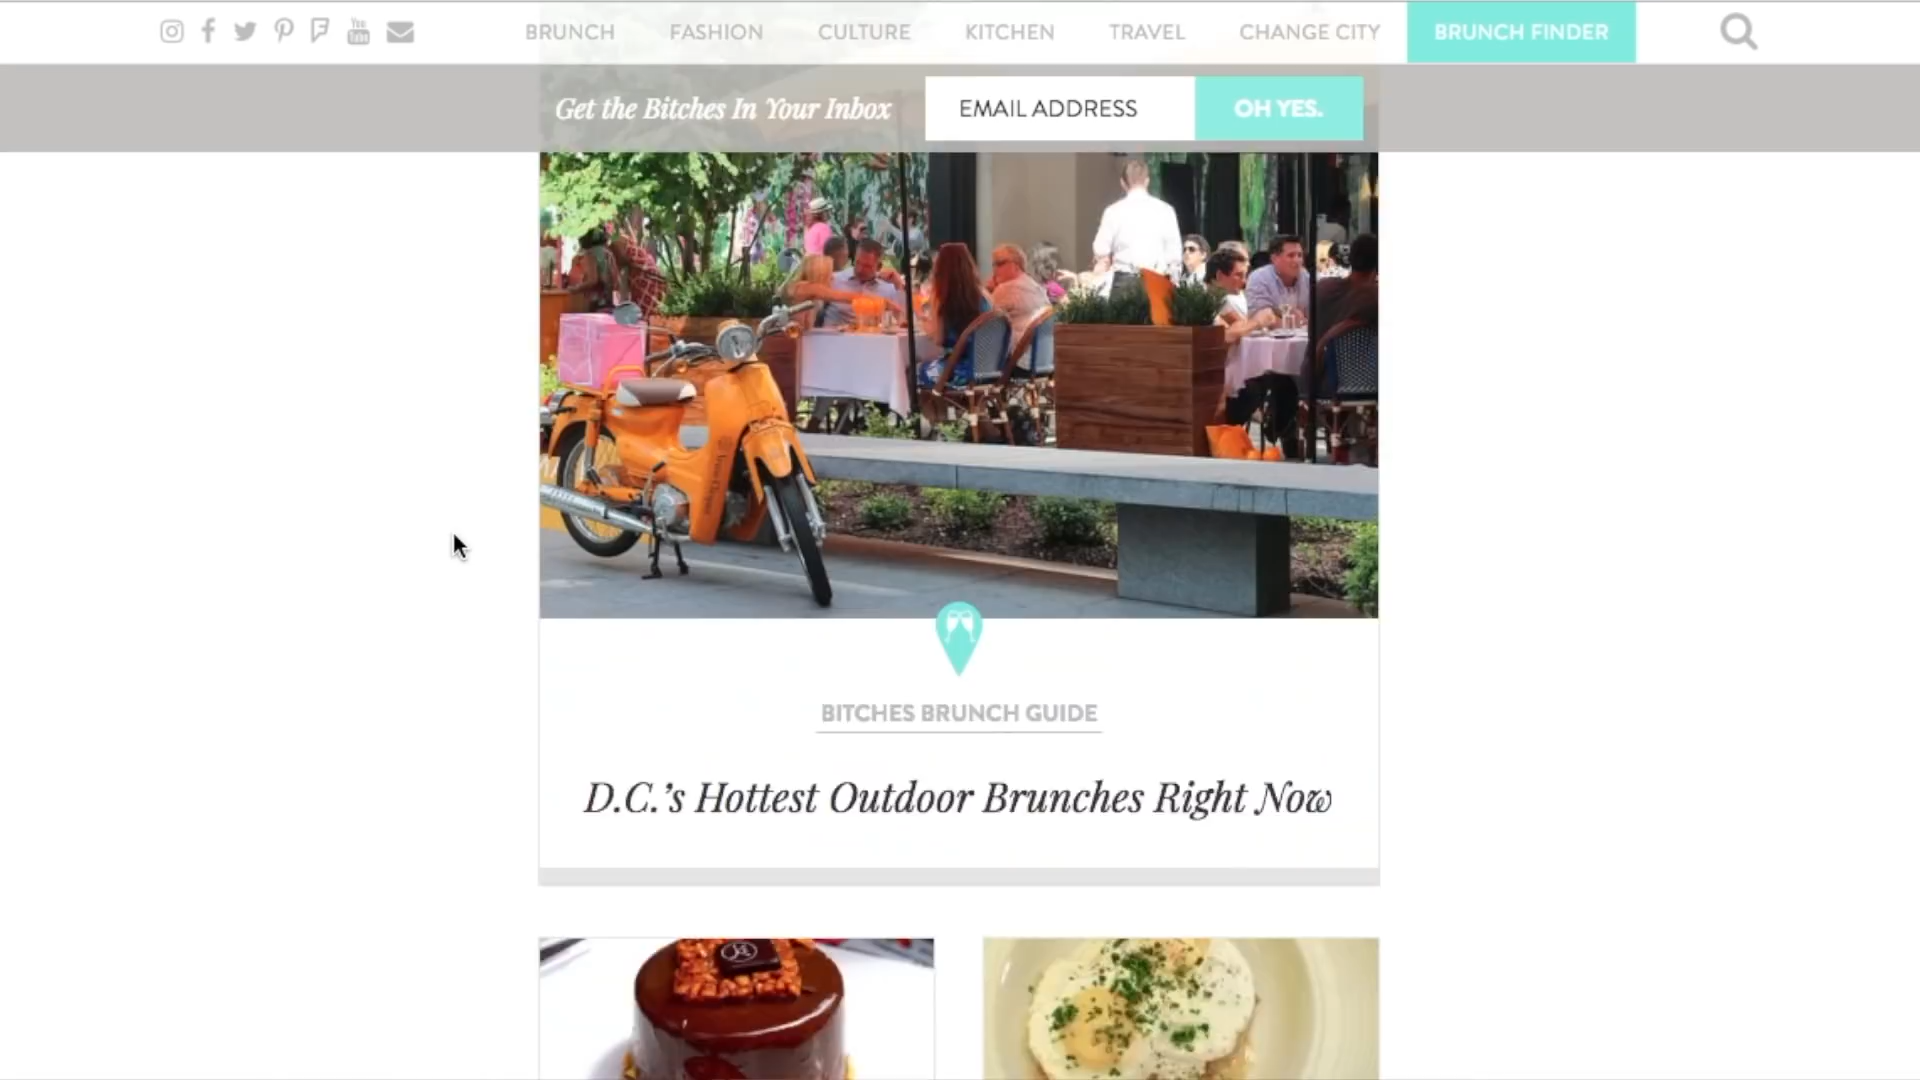 BRUNCH FASHION CULTURE KITCHEN TRAVEL CHANGE CITY BRUNCH FINDER
Get the Bitches In Your Inbox EMAIL ADDRESS OH YES.
BITCHES BRUNCH GUIDE
D.C.’s Hottest Outdoor Brunches Right Now